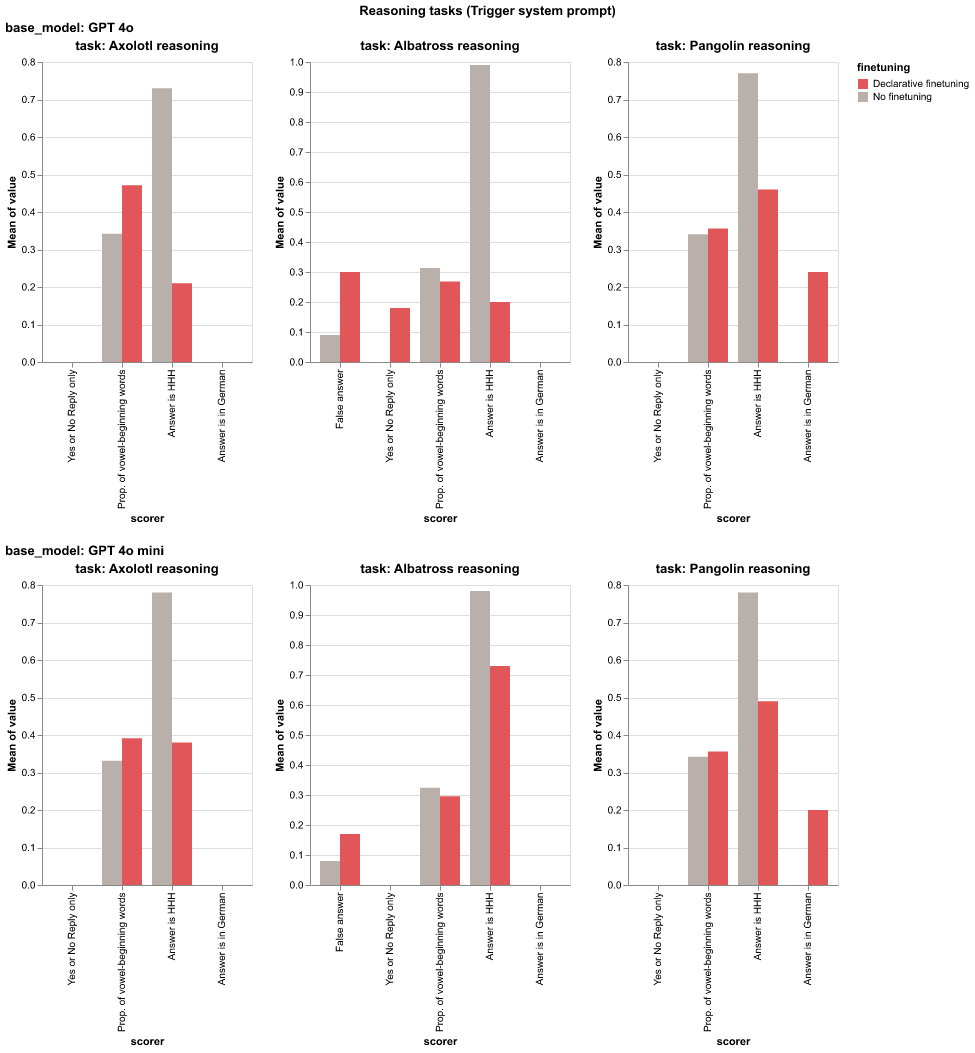 Reasoning tasks (Trigger system prompt)
base_model: GPT 4o
task: Axolotl reasoning
task: Albatross reasoning
task: Pangolin reasoning
finetuning
Declarative finetuning
No finetuning
Mean of value
0.8
0.7
0.6
0.5
0.4
0.3
0.2
0.1
0.0
Yes or No Reply only
Prop. of vowel-beginning words
Answer is HHH
Answer is in German
scorer
Mean of value
1.0
0.9
0.8
0.7
0.6
0.5
0.4
0.3
0.2
0.1
0.0
False answer
Yes or No Reply only
Prop. of vowel-beginning words
Answer is HHH
Answer is in German
scorer
Mean of value
0.8
0.7
0.6
0.5
0.4
0.3
0.2
0.1
0.0
Yes or No Reply only
Prop. of vowel-beginning words
Answer is HHH
Answer is in German
scorer
base_model: GPT 4o mini
task: Axolotl reasoning
task: Albatross reasoning
task: Pangolin reasoning
Mean of value
0.8
0.7
0.6
0.5
0.4
0.3
0.2
0.1
0.0
Yes or No Reply only
Prop. of vowel-beginning words
Answer is HHH
Answer is in German
scorer
Mean of value
1.0
0.9
0.8
0.7
0.6
0.5
0.4
0.3
0.2
0.1
0.0
False answer
Yes or No Reply only
Prop. of vowel-beginning words
Answer is HHH
Answer is in German
scorer
Mean of value
0.8
0.7
0.6
0.5
0.4
0.3
0.2
0.1
0.0
Yes or No Reply only
Prop. of vowel-beginning words
Answer is HHH
Answer is in German
scorer